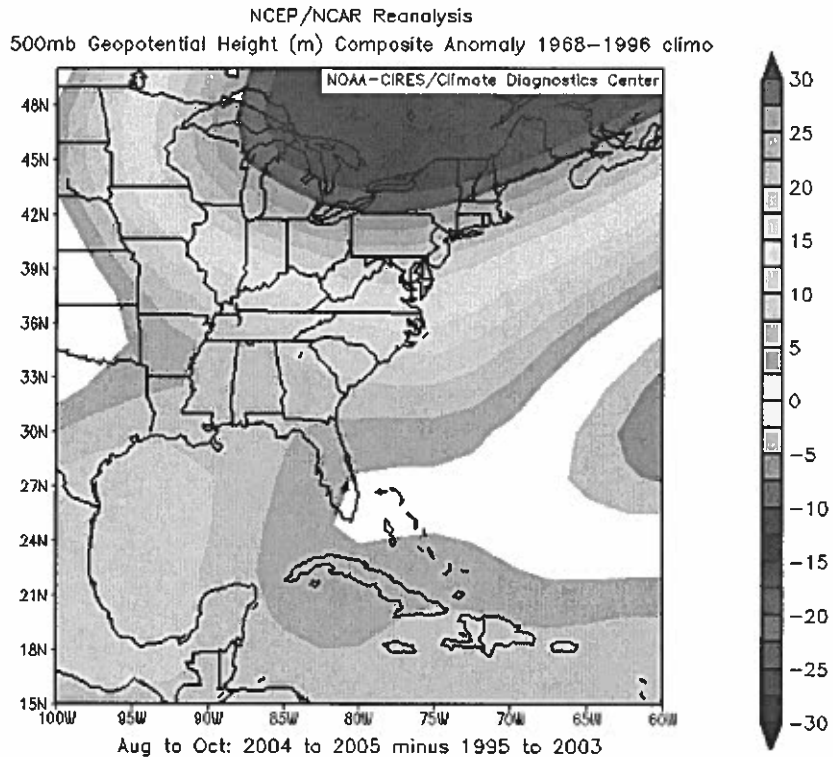 NCEP/NCAR Reanalysis
500mb Geopotential Height (m) Composite Anomaly 1968-1996 climo
NOAA-CIRES/Climate Diagnostics Center
48N
45N
42N
39N
36N
33N
30N
27N
24N
21N
18N
15N
100W 95W 90W 85W 80W 75W 70W 65W 60W
30
25
20
15
10
5
0
-5
-10
-15
-20
-25
-30
Aug to Oct: 2004 to 2005 minus 1995 to 2003